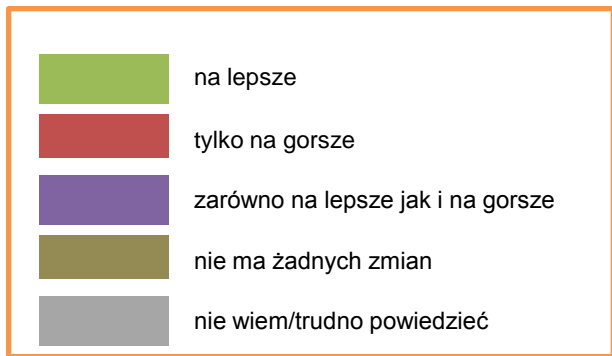 na lepsze
tylko na gorsze
zarówno na lepsze jak i na gorsze
nie ma żadnych zmian
nie wiem/trudno powiedzieć